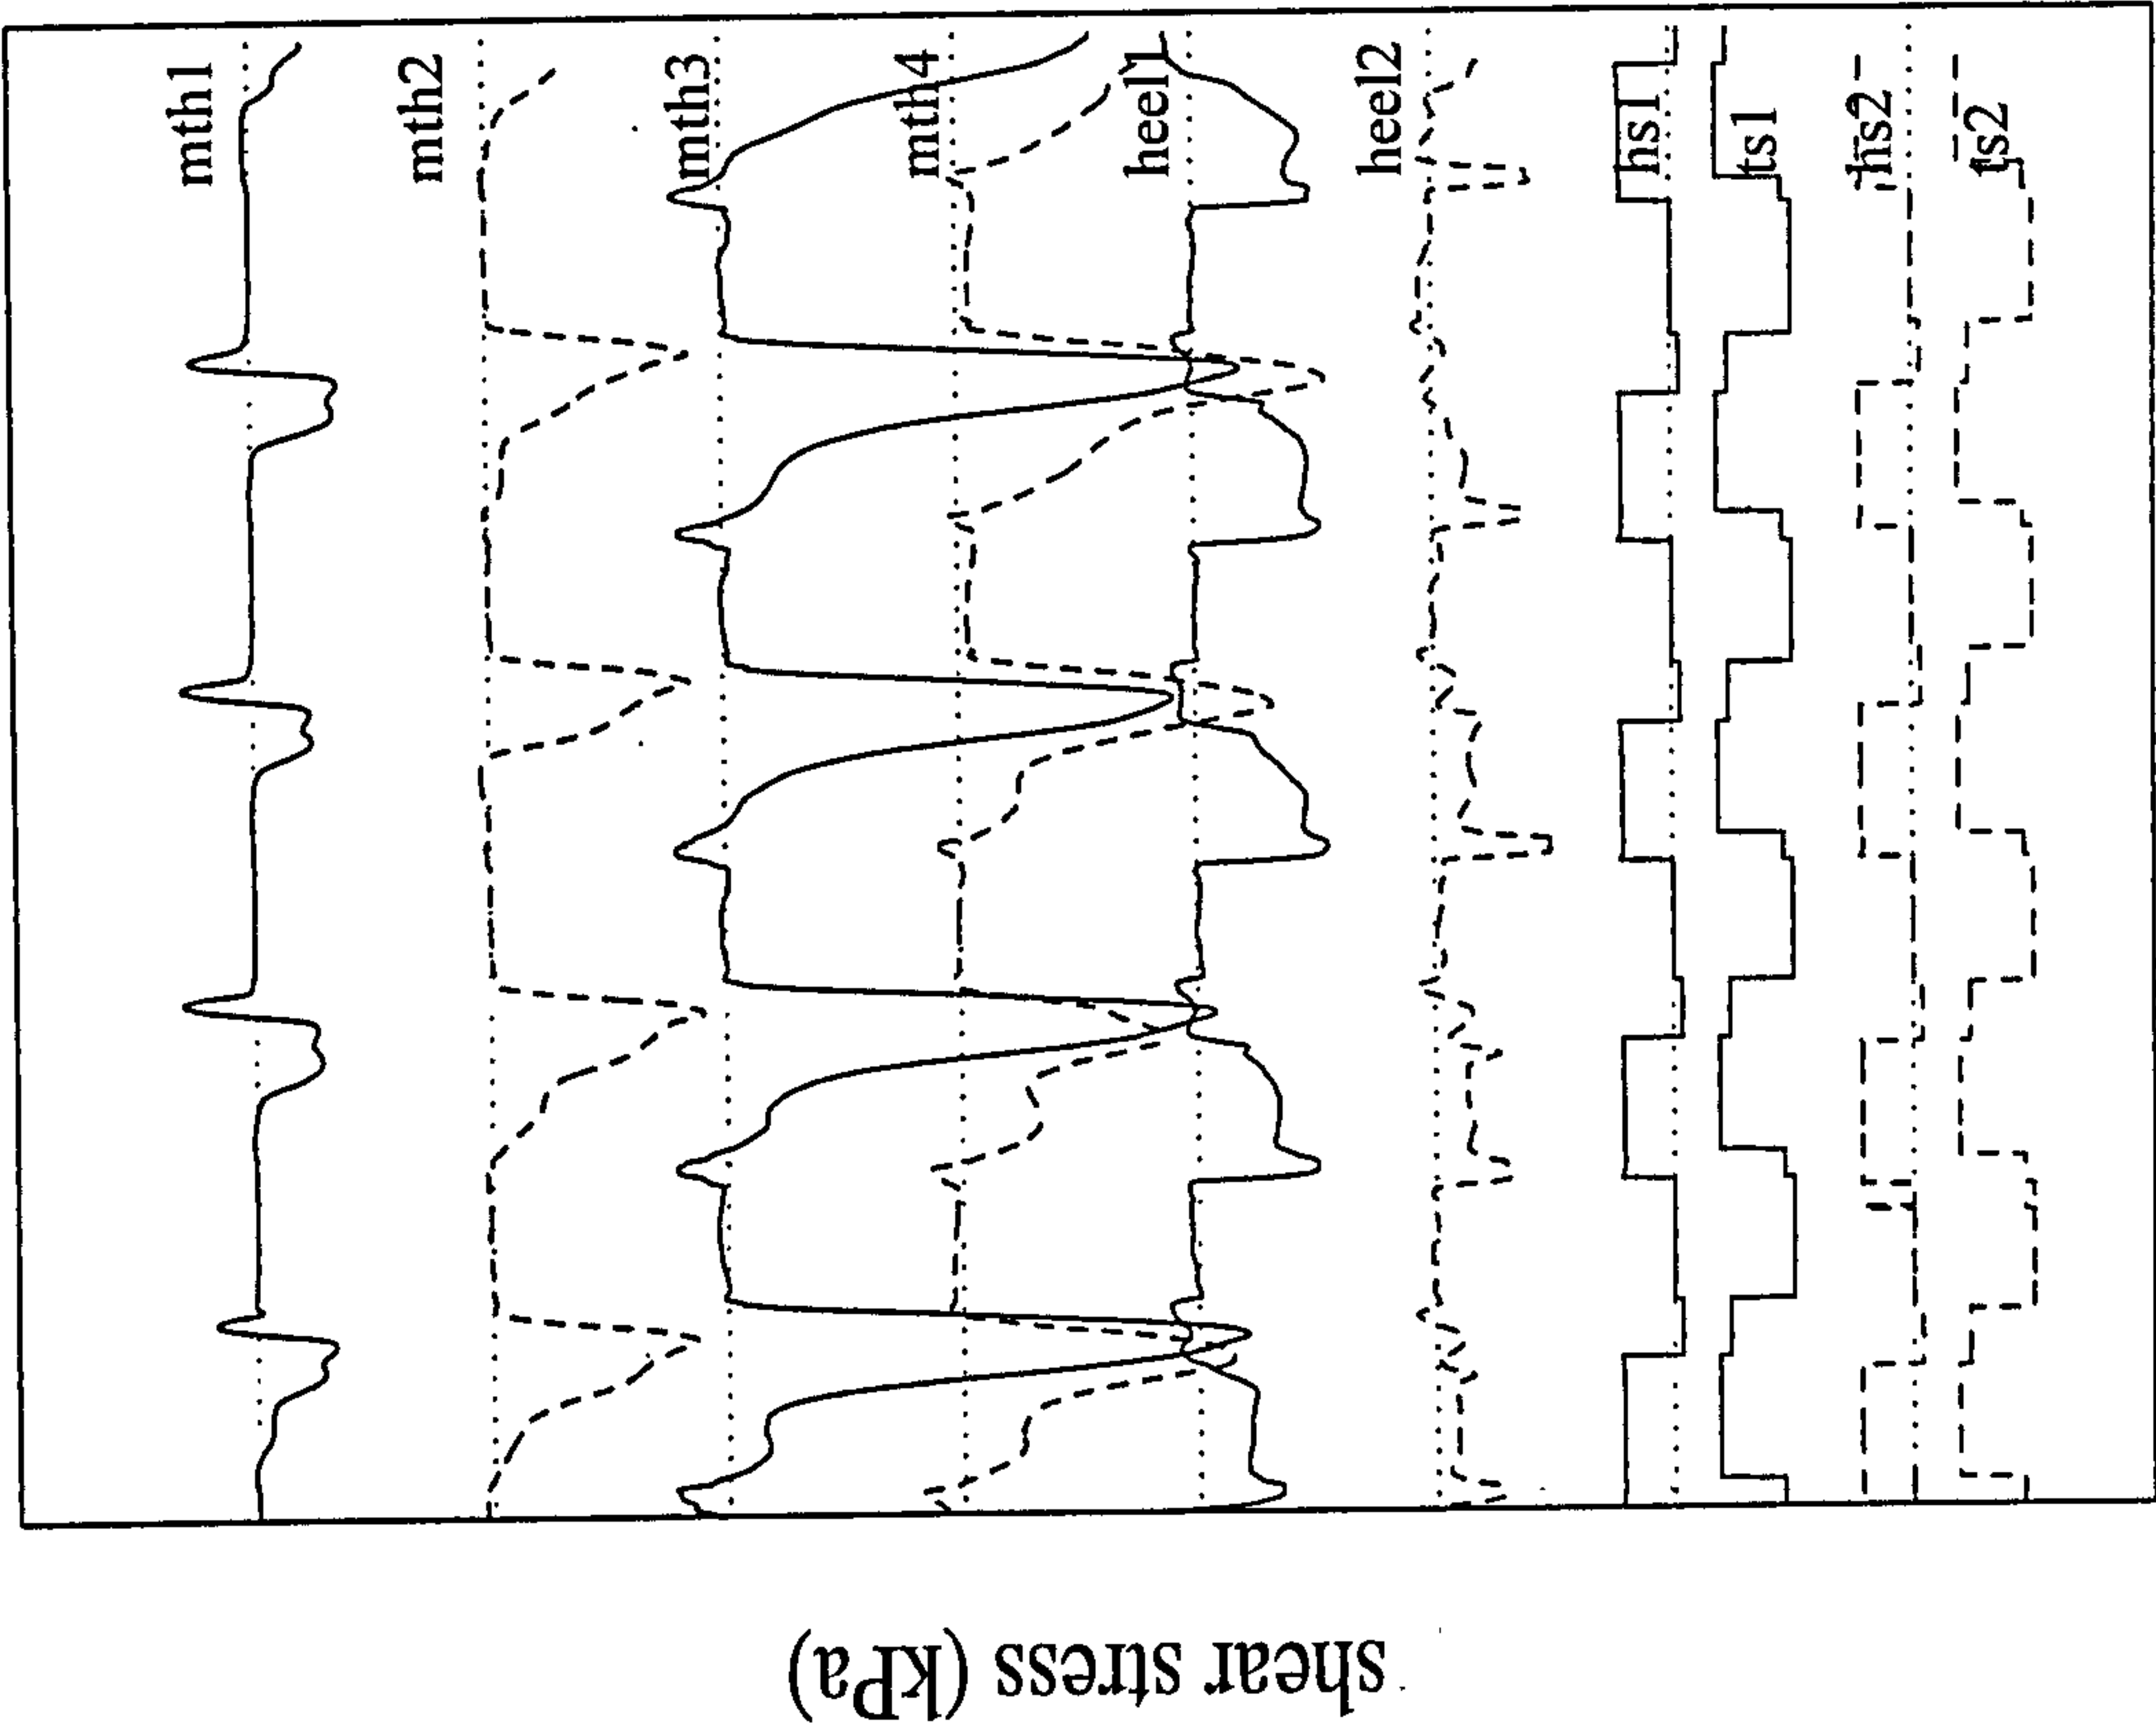 mth1
mth2
mth3
mth4
heel1
heel2
hs1
ts1
hs2
ts2
shear stress (kPa)